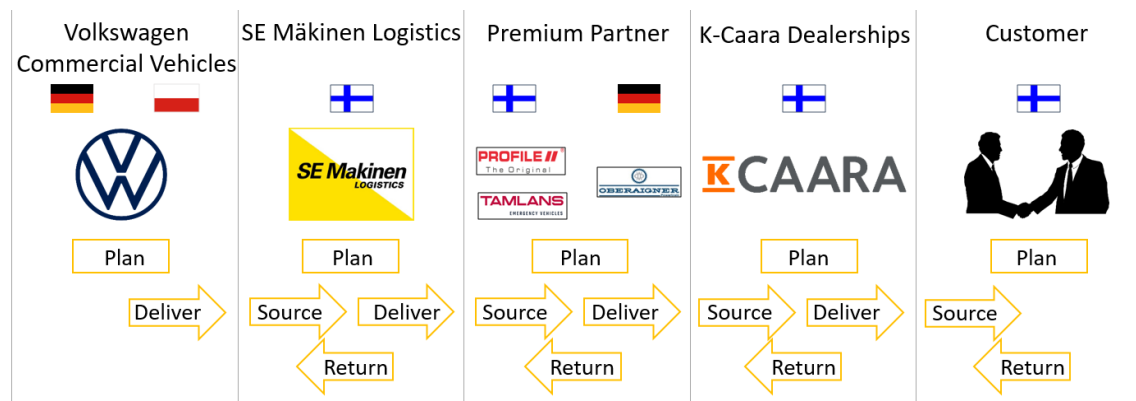 Volkswagen
Commercial Vehicles
SE Mäkinen Logistics
Premium Partner
K-Caara Dealerships
Customer
SE Makinen
LOGISTICS
PROFILE II®
The Original
TAMLANS
EMERGENCY VEHICLES
OBERAIGNER
K CAARA
Plan
Plan
Plan
Plan
Plan
Deliver
Source
Deliver
Source
Deliver
Source
Deliver
Source
Return
Return
Return
Return